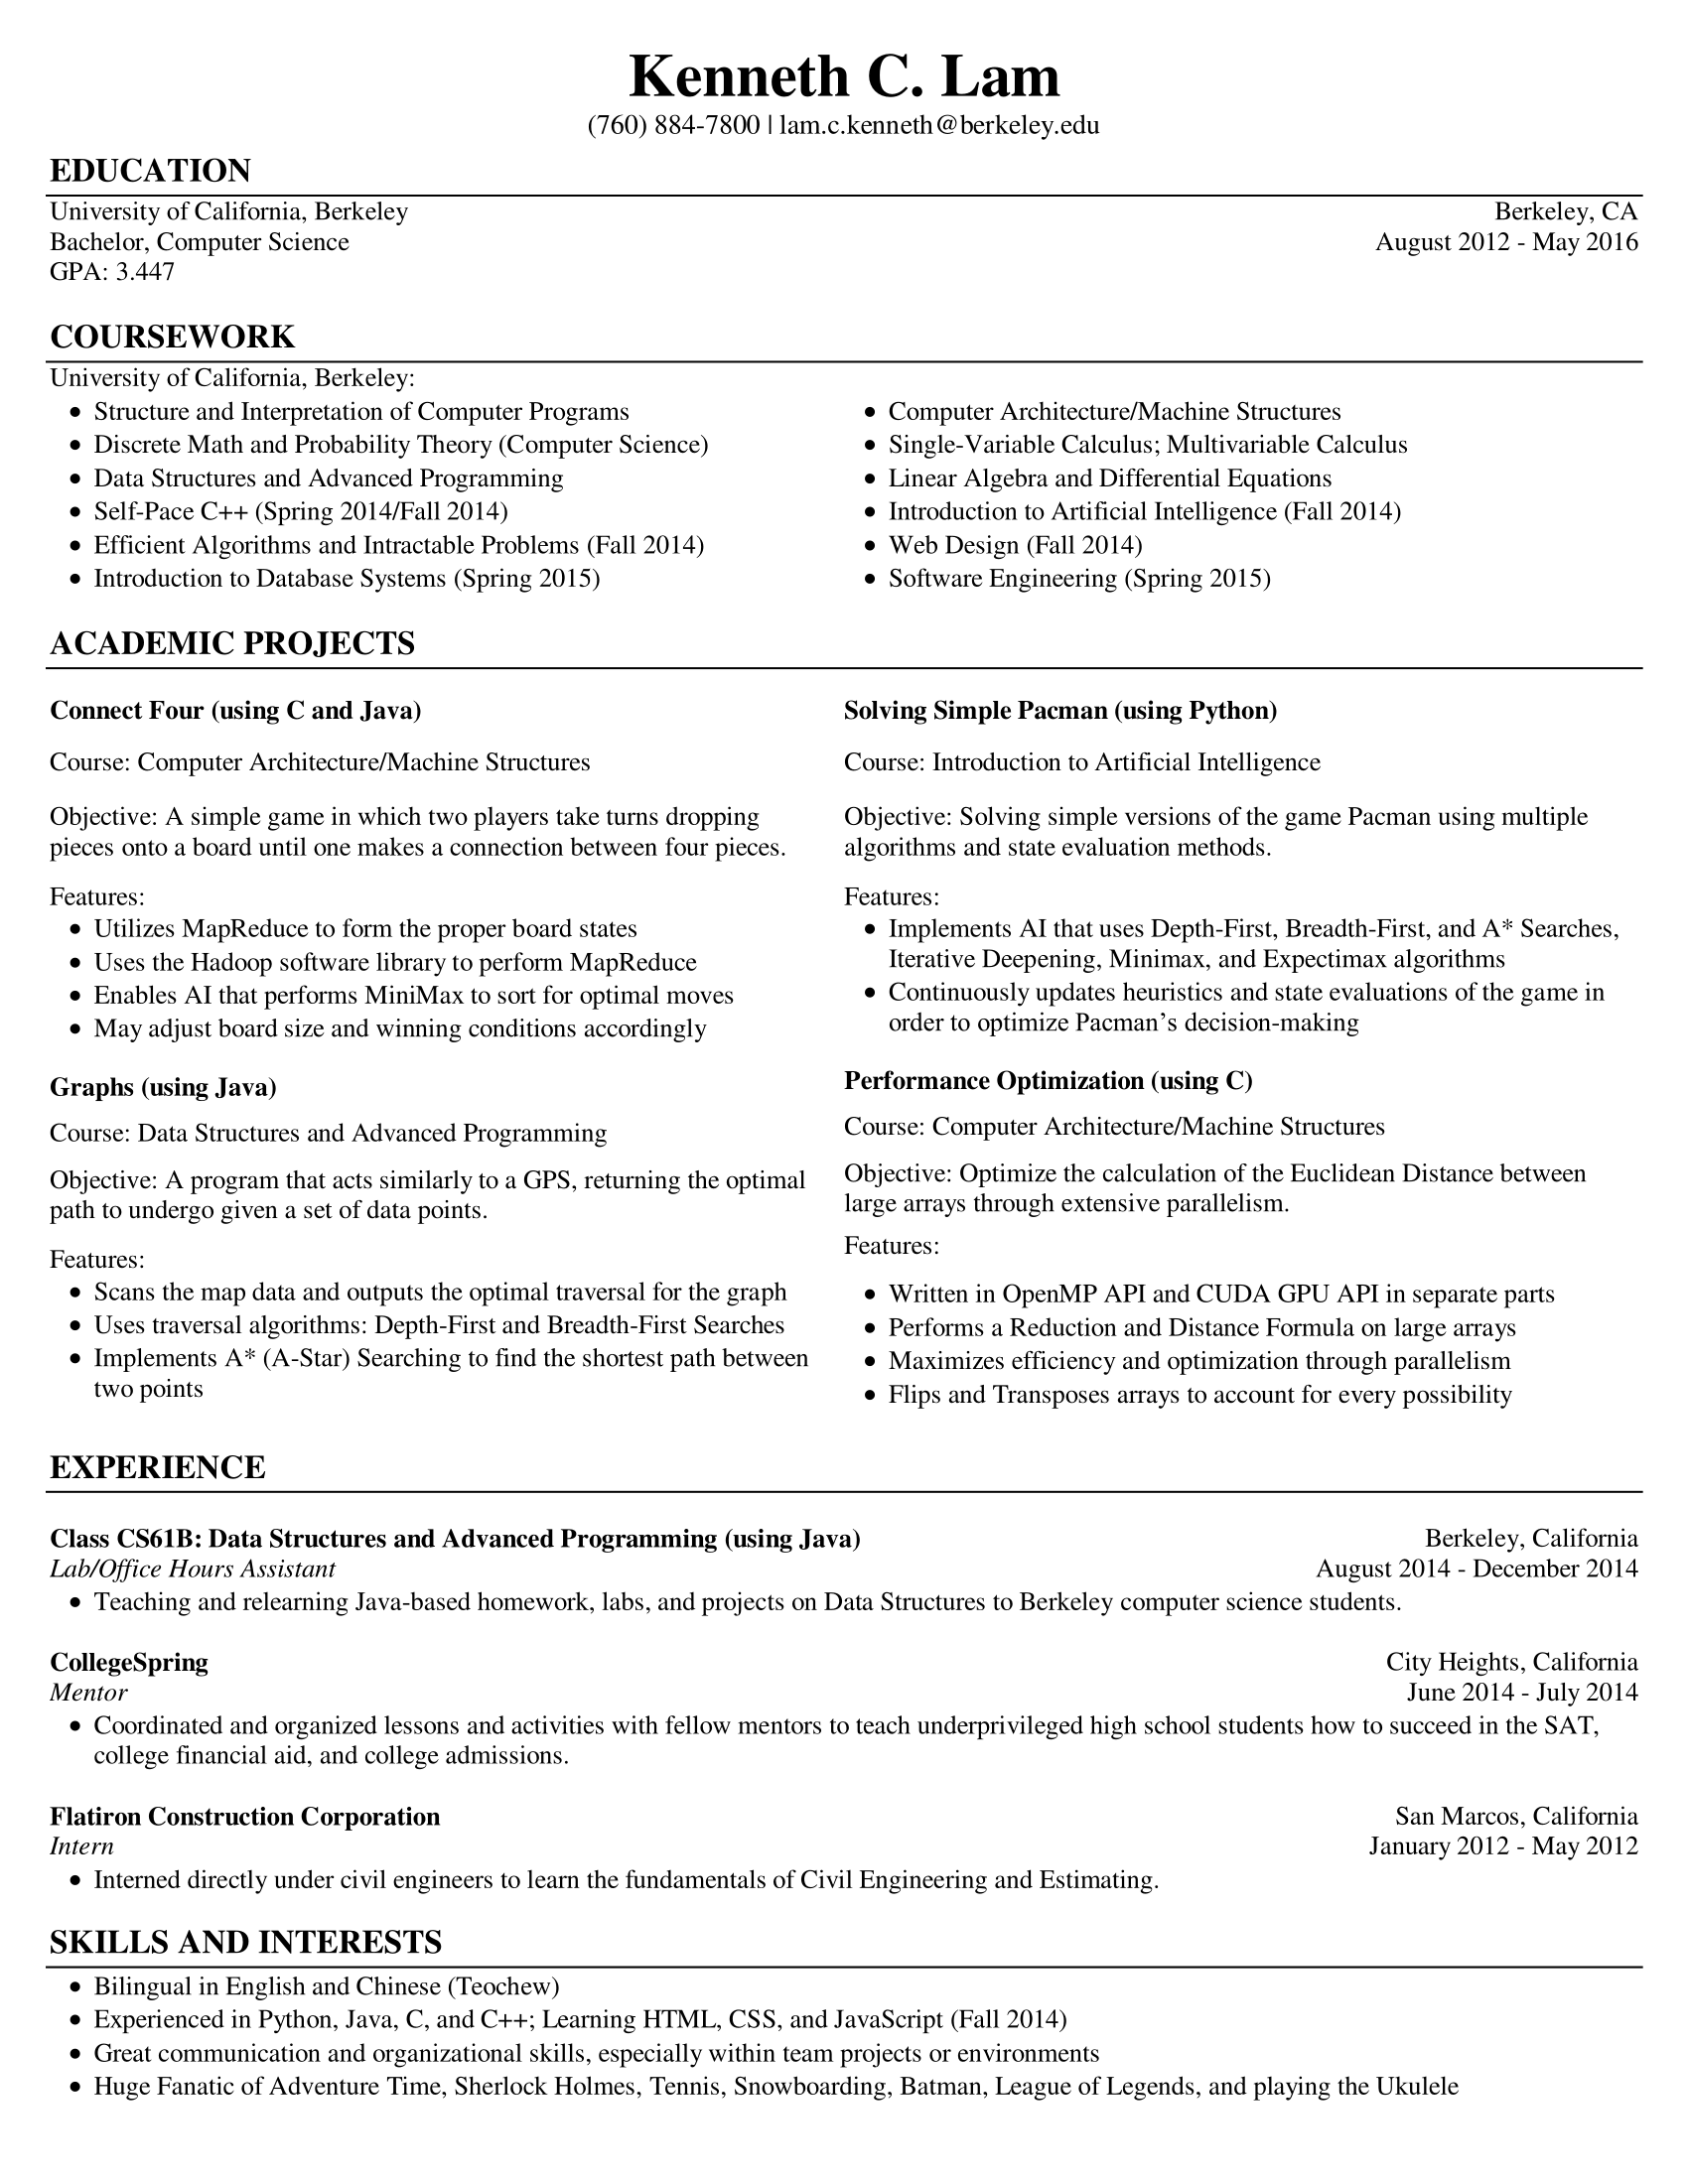 Kenneth C. Lam
(760) 884-7800 | lam.c.kenneth@berkeley.edu
EDUCATION
University of California, Berkeley Berkeley, CA
Bachelor, Computer Science August 2012 - May 2016
GPA: 3.447
COURSEWORK
University of California, Berkeley:
• Structure and Interpretation of Computer Programs
• Discrete Math and Probability Theory (Computer Science)
• Data Structures and Advanced Programming
• Self-Pace C++ (Spring 2014/Fall 2014)
• Efficient Algorithms and Intractable Problems (Fall 2014)
• Introduction to Database Systems (Spring 2015)
• Computer Architecture/Machine Structures
• Single-Variable Calculus; Multivariable Calculus
• Linear Algebra and Differential Equations
• Introduction to Artificial Intelligence (Fall 2014)
• Web Design (Fall 2014)
• Software Engineering (Spring 2015)
ACADEMIC PROJECTS
Connect Four (using C and Java)
Course: Computer Architecture/Machine Structures
Objective: A simple game in which two players take turns dropping
pieces onto a board until one makes a connection between four pieces.
Features:
• Utilizes MapReduce to form the proper board states
• Uses the Hadoop software library to perform MapReduce
• Enables AI that performs MiniMax to sort for optimal moves
• May adjust board size and winning conditions accordingly
Graphs (using Java)
Course: Data Structures and Advanced Programming
Objective: A program that acts similarly to a GPS, returning the optimal
path to undergo given a set of data points.
Features:
• Scans the map data and outputs the optimal traversal for the graph
• Uses traversal algorithms: Depth-First and Breadth-First Searches
• Implements A* (A-Star) Searching to find the shortest path between
two points
Solving Simple Pacman (using Python)
Course: Introduction to Artificial Intelligence
Objective: Solving simple versions of the game Pacman using multiple
algorithms and state evaluation methods.
Features:
• Implements AI that uses Depth-First, Breadth-First, and A* Searches,
Iterative Deepening, Minimax, and Expectimax algorithms
• Continuously updates heuristics and state evaluations of the game in
order to optimize Pacman’s decision-making
Performance Optimization (using C)
Course: Computer Architecture/Machine Structures
Objective: Optimize the calculation of the Euclidean Distance between
large arrays through extensive parallelism.
Features:
• Written in OpenMP API and CUDA GPU API in separate parts
• Performs a Reduction and Distance Formula on large arrays
• Maximizes efficiency and optimization through parallelism
• Flips and Transposes arrays to account for every possibility
EXPERIENCE
Class CS61B: Data Structures and Advanced Programming (using Java) Berkeley, California
Lab/Office Hours Assistant August 2014 - December 2014
• Teaching and relearning Java-based homework, labs, and projects on Data Structures to Berkeley computer science students.
CollegeSpring City Heights, California
Mentor June 2014 - July 2014
• Coordinated and organized lessons and activities with fellow mentors to teach underprivileged high school students how to succeed in the SAT,
college financial aid, and college admissions.
Flatiron Construction Corporation San Marcos, California
Intern January 2012 - May 2012
• Interned directly under civil engineers to learn the fundamentals of Civil Engineering and Estimating.
SKILLS AND INTERESTS
• Bilingual in English and Chinese (Teochew)
• Experienced in Python, Java, C, and C++; Learning HTML, CSS, and JavaScript (Fall 2014)
• Great communication and organizational skills, especially within team projects or environments
• Huge Fanatic of Adventure Time, Sherlock Holmes, Tennis, Snowboarding, Batman, League of Legends, and playing the Ukulele